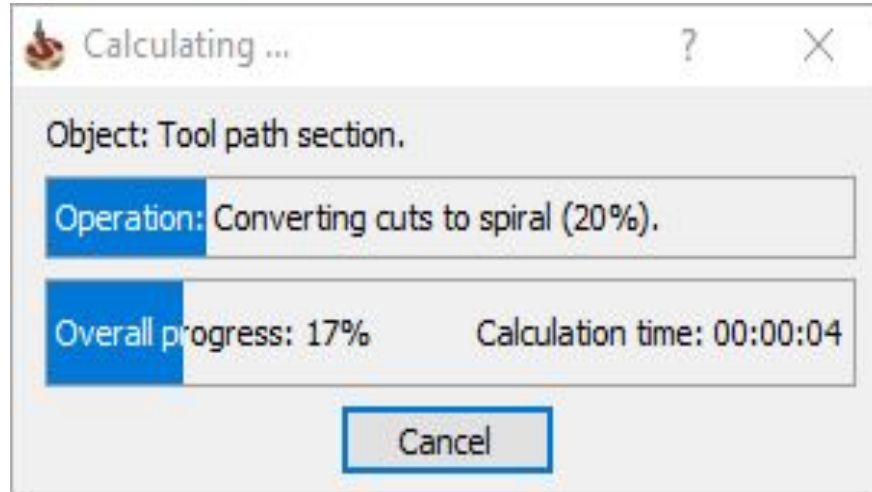 Calculating ...
Object: Tool path section.
Operation: Converting cuts to spiral (20%).
Overall progress: 17% Calculation time: 00:00:04
Cancel